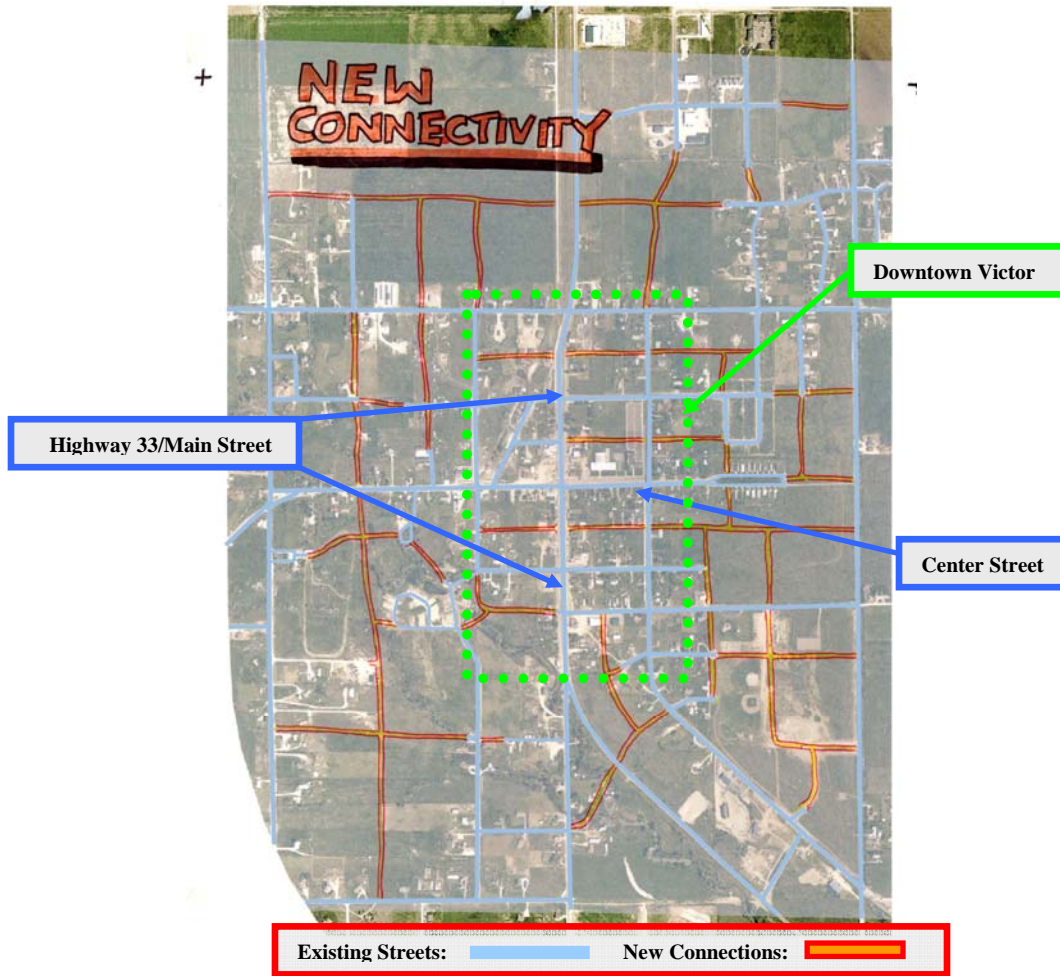 NEW
CONNECTIVITY
Downtown Victor
Highway 33/Main Street
Center Street
Existing Streets: New Connections: